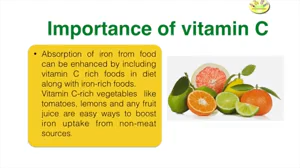 Importance of vitamin C
• Absorption of iron from food
can be enhanced by including
vitamin C rich foods in diet
along with iron-rich foods.
Vitamin C-rich vegetables like
tomatoes, lemons and any fruit
juice are easy ways to boost
iron uptake from non-meat
sources.